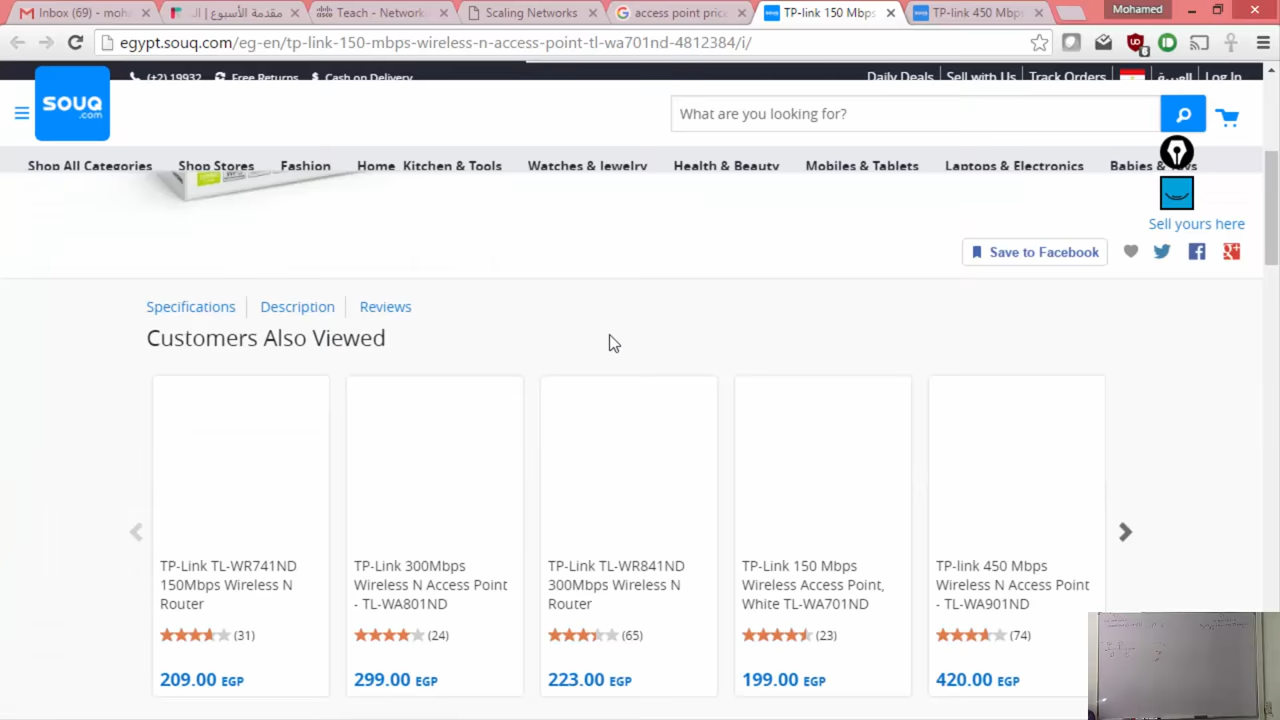 Inbox (69) - moha
مقدمة الأسبوع | الد
Teach - Network
Scaling Networks
access point price
TP-link 150 Mbps
TP-link 450 Mbps
Mohamed
egypt.souq.com/eg-en/tp-link-150-mbps-wireless-n-access-point-tl-wa701nd-4812384/i/
(+2) 19932 Free Returns $ Cash on Delivery
Daily Deals Sell with Us Track Orders العربية Log In
souq
.com
What are you looking for?
Shop All Categories Shop Stores Fashion Home Kitchen & Tools Watches & Jewelry Health & Beauty Mobiles & Tablets Laptops & Electronics Babies & Toys
Sell yours here
Save to Facebook
Specifications Description Reviews
Customers Also Viewed
TP-Link TL-WR741ND
150Mbps Wireless N
Router
(31)
209.00 EGP
TP-Link 300Mbps
Wireless N Access Point
- TL-WA801ND
(24)
299.00 EGP
TP-Link TL-WR841ND
300Mbps Wireless N
Router
(65)
223.00 EGP
TP-Link 150 Mbps
Wireless Access Point,
White TL-WA701ND
(23)
199.00 EGP
TP-link 450 Mbps
Wireless N Access Point
- TL-WA901ND
(74)
420.00 EGP